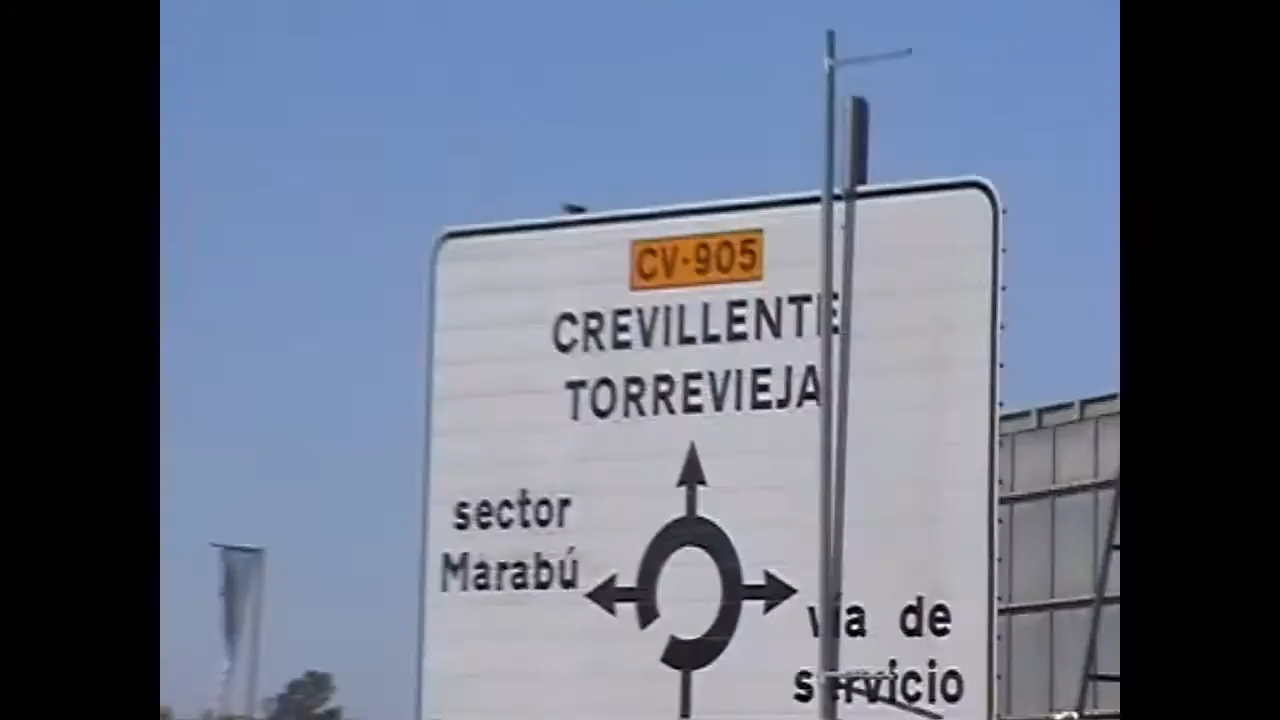 CV-905
CREVILLENTE
TORREVIEJA
sector
Marabú
vía de
servicio